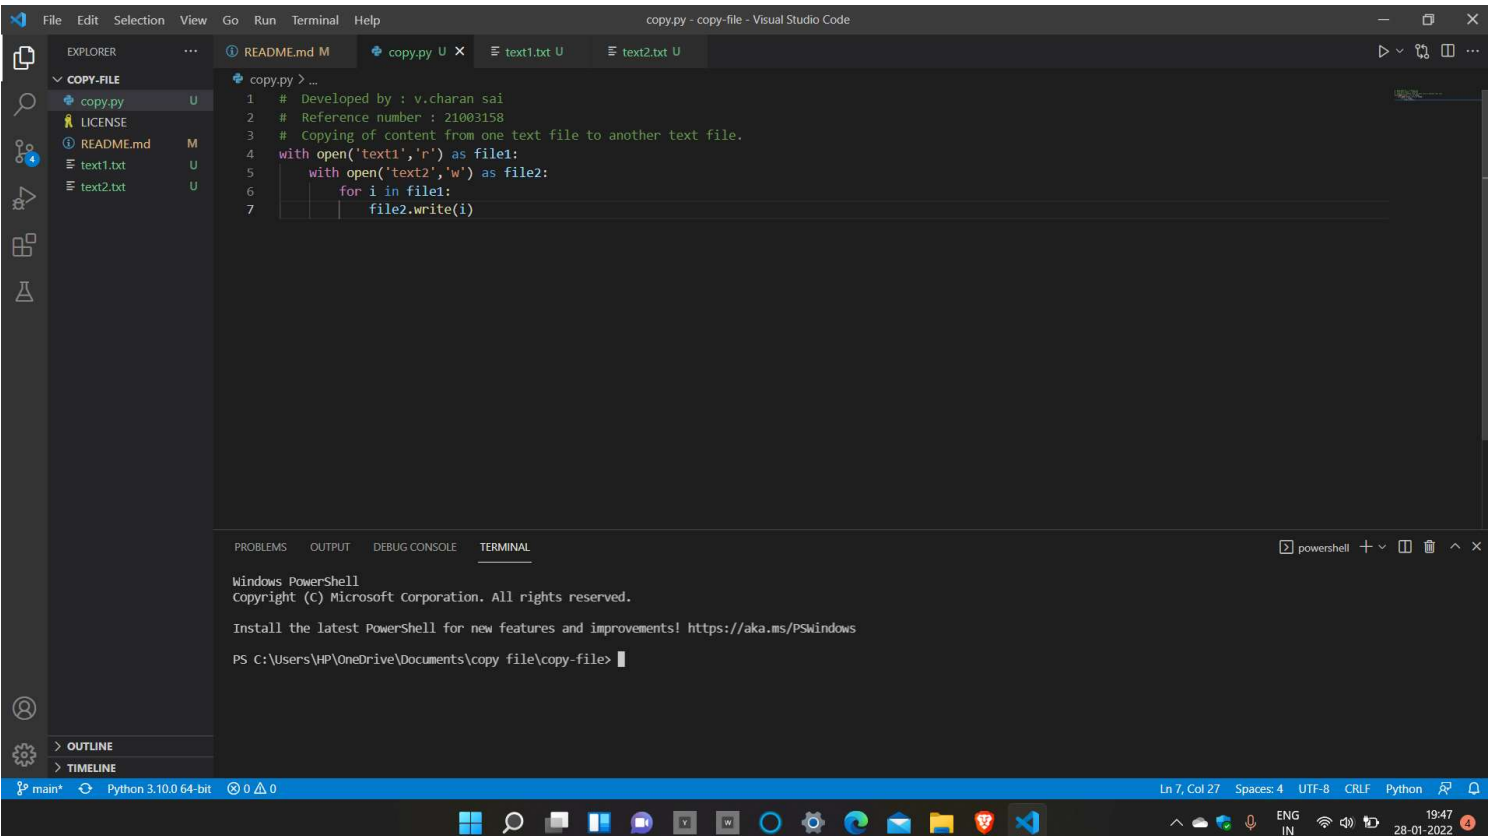 File Edit Selection View Go Run Terminal Help copy.py - copy-file - Visual Studio Code
EXPLORER ···
README.md M copy.py U text1.txt U text2.txt U
COPY-FILE
copy.py > ...
copy.py U
LICENSE
README.md M
text1.txt U
text2.txt U
1 # Developed by : v.charan sai
2 # Reference number : 21003158
3 # Copying of content from one text file to another text file.
4 with open('text1','r') as file1:
5 with open('text2','w') as file2:
6 for i in file1:
7 file2.write(i)
4
PROBLEMS OUTPUT DEBUG CONSOLE TERMINAL powershell
Windows PowerShell
Copyright (C) Microsoft Corporation. All rights reserved.
Install the latest PowerShell for new features and improvements! https://aka.ms/PSWindows
PS C:\Users\HP\OneDrive\Documents\copy file\copy-file>
OUTLINE
TIMELINE
main* Python 3.10.0 64-bit 0 0 Ln 7, Col 27 Spaces: 4 UTF-8 CRLF Python
Y W ENG 19:47
IN 28-01-2022 4